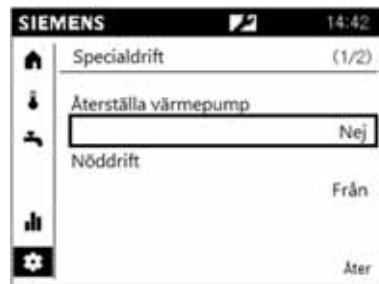 SIEMENS 14:42
Specialdrift (1/2)
Återställa värmepump
Nej
Nöddrift
Från
Åter